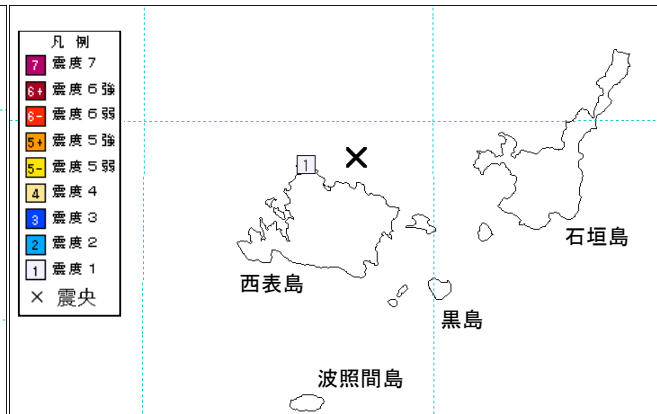 凡 例
7 震度7
6+ 震度6強
6- 震度6弱
5+ 震度5強
5- 震度5弱
4 震度4
3 震度3
2 震度2
1 震度1
× 震央
1
石垣島
西表島
黒島
波照間島